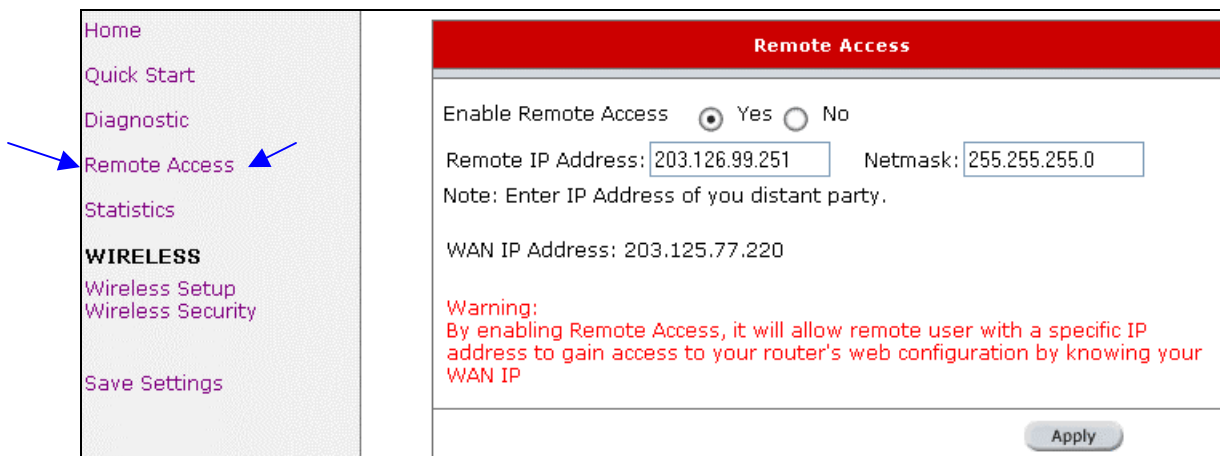 Home
Quick Start
Diagnostic
Remote Access
Statistics
WIRELESS
Wireless Setup
Wireless Security
Save Settings
Remote Access
Enable Remote Access Yes No
Remote IP Address: 203.126.99.251 Netmask: 255.255.255.0
Note: Enter IP Address of you distant party.
WAN IP Address: 203.125.77.220
Warning:
By enabling Remote Access, it will allow remote user with a specific IP
address to gain access to your router's web configuration by knowing your
WAN IP
Apply